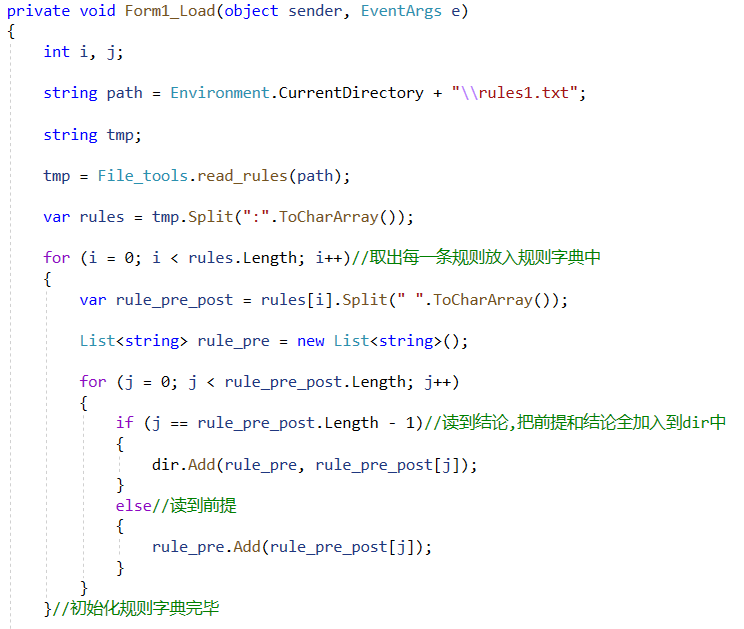 private void Form1_Load(object sender, EventArgs e)
{
int i, j;
string path = Environment.CurrentDirectory + "\\rules1.txt";
string tmp;
tmp = File_tools.read_rules(path);
var rules = tmp.Split(":".ToCharArray());
for (i = 0; i < rules.Length; i++)//取出每一条规则放入规则字典中
{
var rule_pre_post = rules[i].Split(" ".ToCharArray());
List<string> rule_pre = new List<string>();
for (j = 0; j < rule_pre_post.Length; j++)
{
if (j == rule_pre_post.Length - 1)//读到结论,把前提和结论全加入到dir中
{
dir.Add(rule_pre, rule_pre_post[j]);
}
else//读到前提
{
rule_pre.Add(rule_pre_post[j]);
}
}
}//初始化规则字典完毕